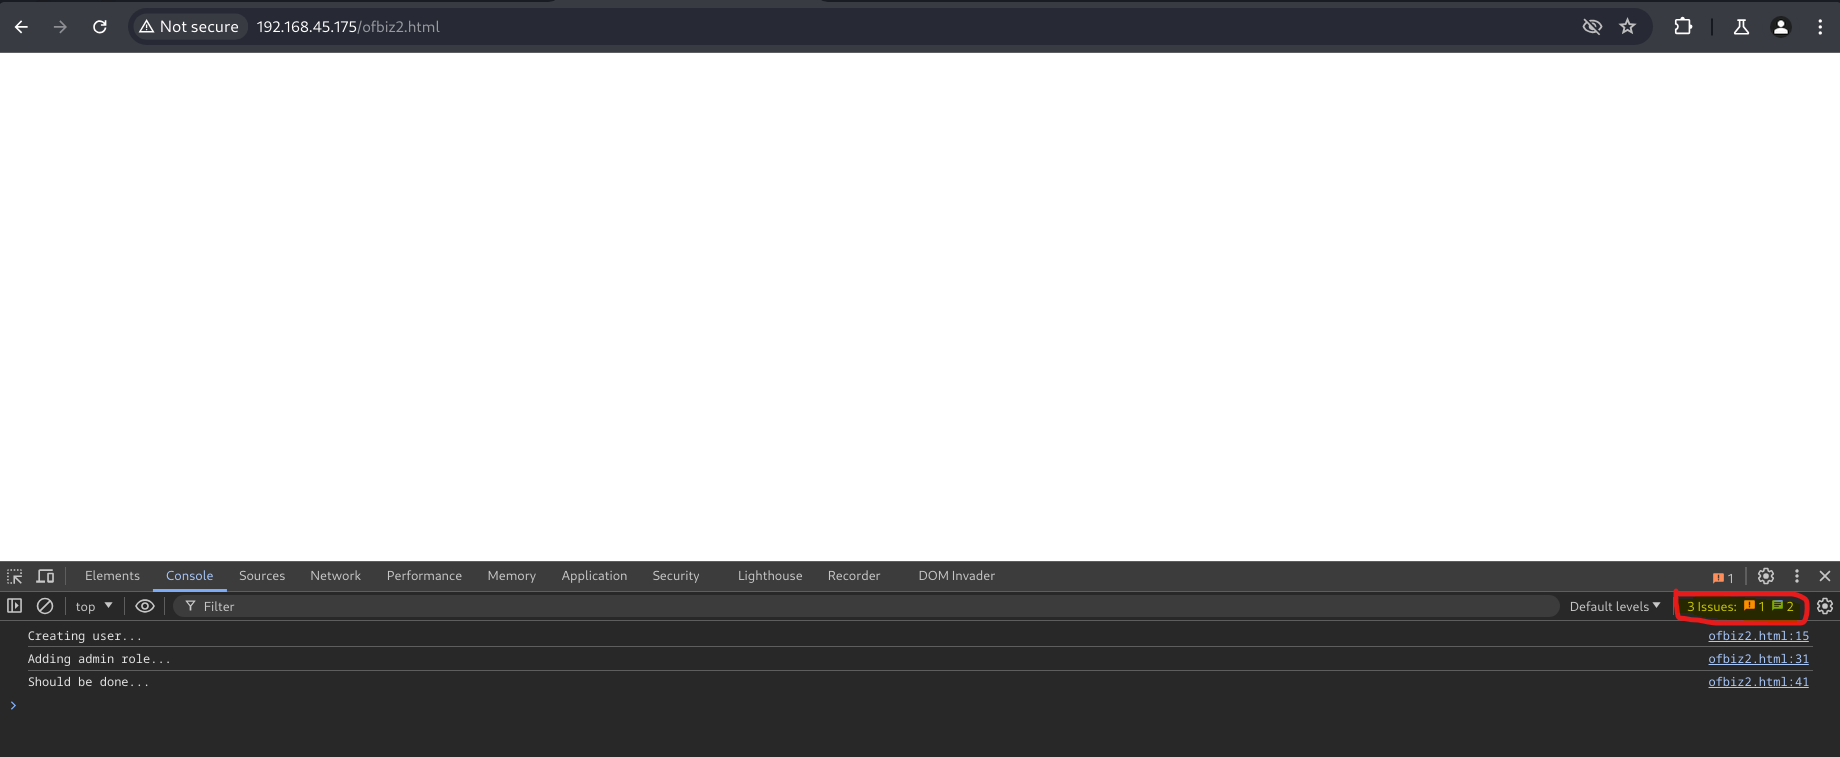 Not secure 192.168.45.175/ofbiz2.html
Elements Console Sources Network Performance Memory Application Security Lighthouse Recorder DOM Invader 1
top Filter Default levels 3 Issues: 1 2
Creating user... ofbiz2.html:15
Adding admin role... ofbiz2.html:31
Should be done... ofbiz2.html:41